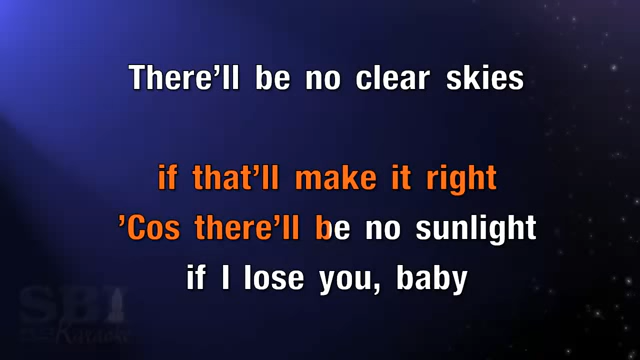 There'll be no clear skies
if that'll make it right
'Cos there'll be no sunlight
if I lose you, baby
SBI
Karaoke